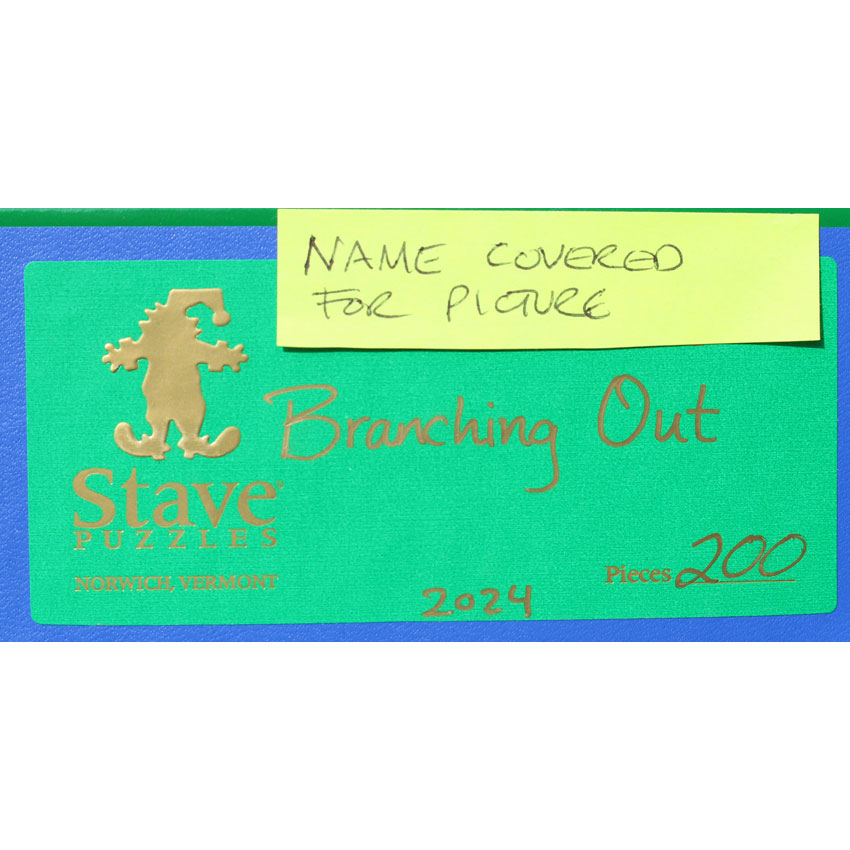 NAME COVERED
FOR PICTURE
Branching Out
Stave®
PUZZLES
NORWICH, VERMONT
Pieces 200
2024